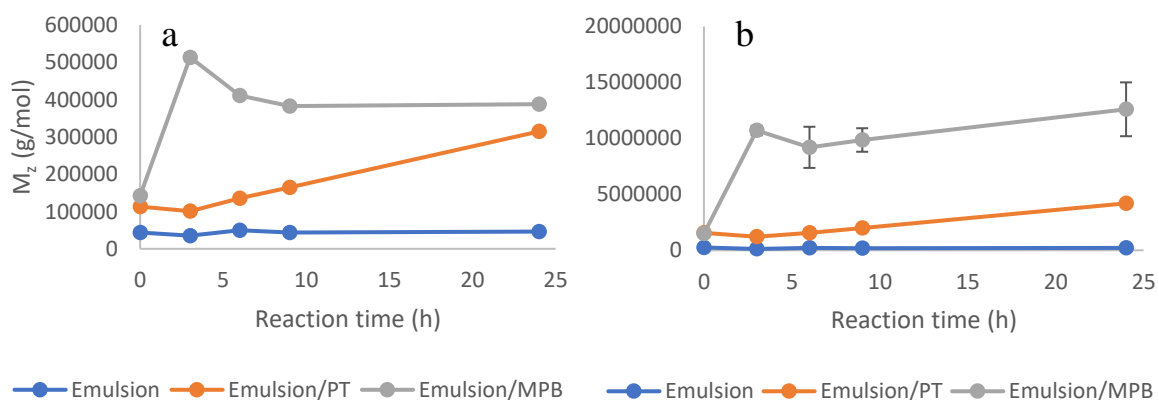 a
600000
500000
400000
300000
200000
100000
0
M_z (g/mol)
0 5 10 15 20 25
Reaction time (h)
Emulsion Emulsion/PT Emulsion/MPB
b
20000000
15000000
10000000
5000000
0
0 5 10 15 20 25
Reaction time (h)
Emulsion Emulsion/PT Emulsion/MPB